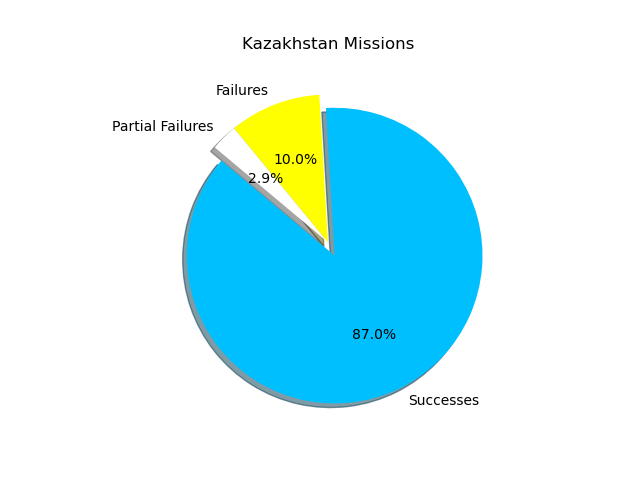 Kazakhstan Missions
Failures
Partial Failures
10.0%
2.9%
87.0%
Successes